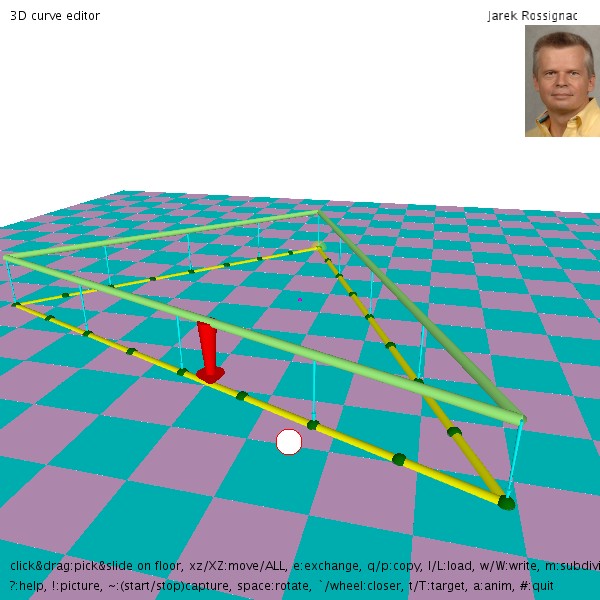 3D curve editor
Jarek Rossignac
click&drag:pick&slide on floor, xz/XZ:move/ALL, e:exchange, q/p:copy, l/L:load, w/W:write, m:subdivi
?:help, !:picture, ~:(start/stop)capture, space:rotate, `/wheel:closer, t/T:target, a:anim, #:quit